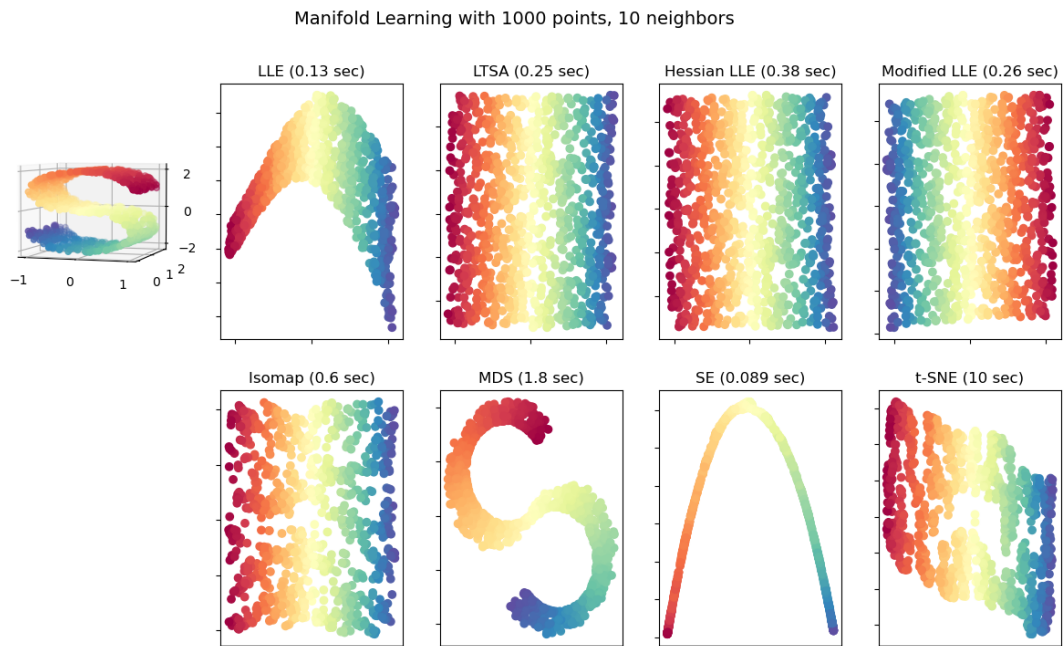 Manifold Learning with 1000 points, 10 neighbors
LLE (0.13 sec)
LTSA (0.25 sec)
Hessian LLE (0.38 sec)
Modified LLE (0.26 sec)
2
0
−2
−1
0
1
0
1
2
Isomap (0.6 sec)
MDS (1.8 sec)
SE (0.089 sec)
t-SNE (10 sec)